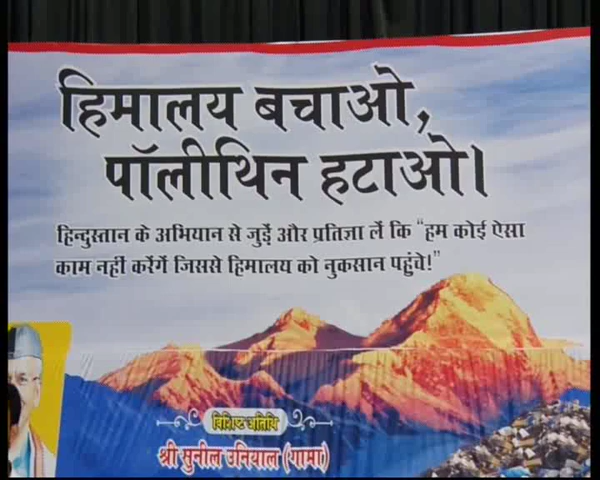 हिमालय बचाओ,
पॉलीथिन हटाओ।
हिन्दुस्तान के अभियान से जुड़ें और प्रतिज्ञा लें कि “हम कोई ऐसा
काम नहीं करेंगें जिससे हिमालय को नुकसान पहुंचे!”
विशिष्ट अतिथि
श्री सुनील उनियाल (गामा)